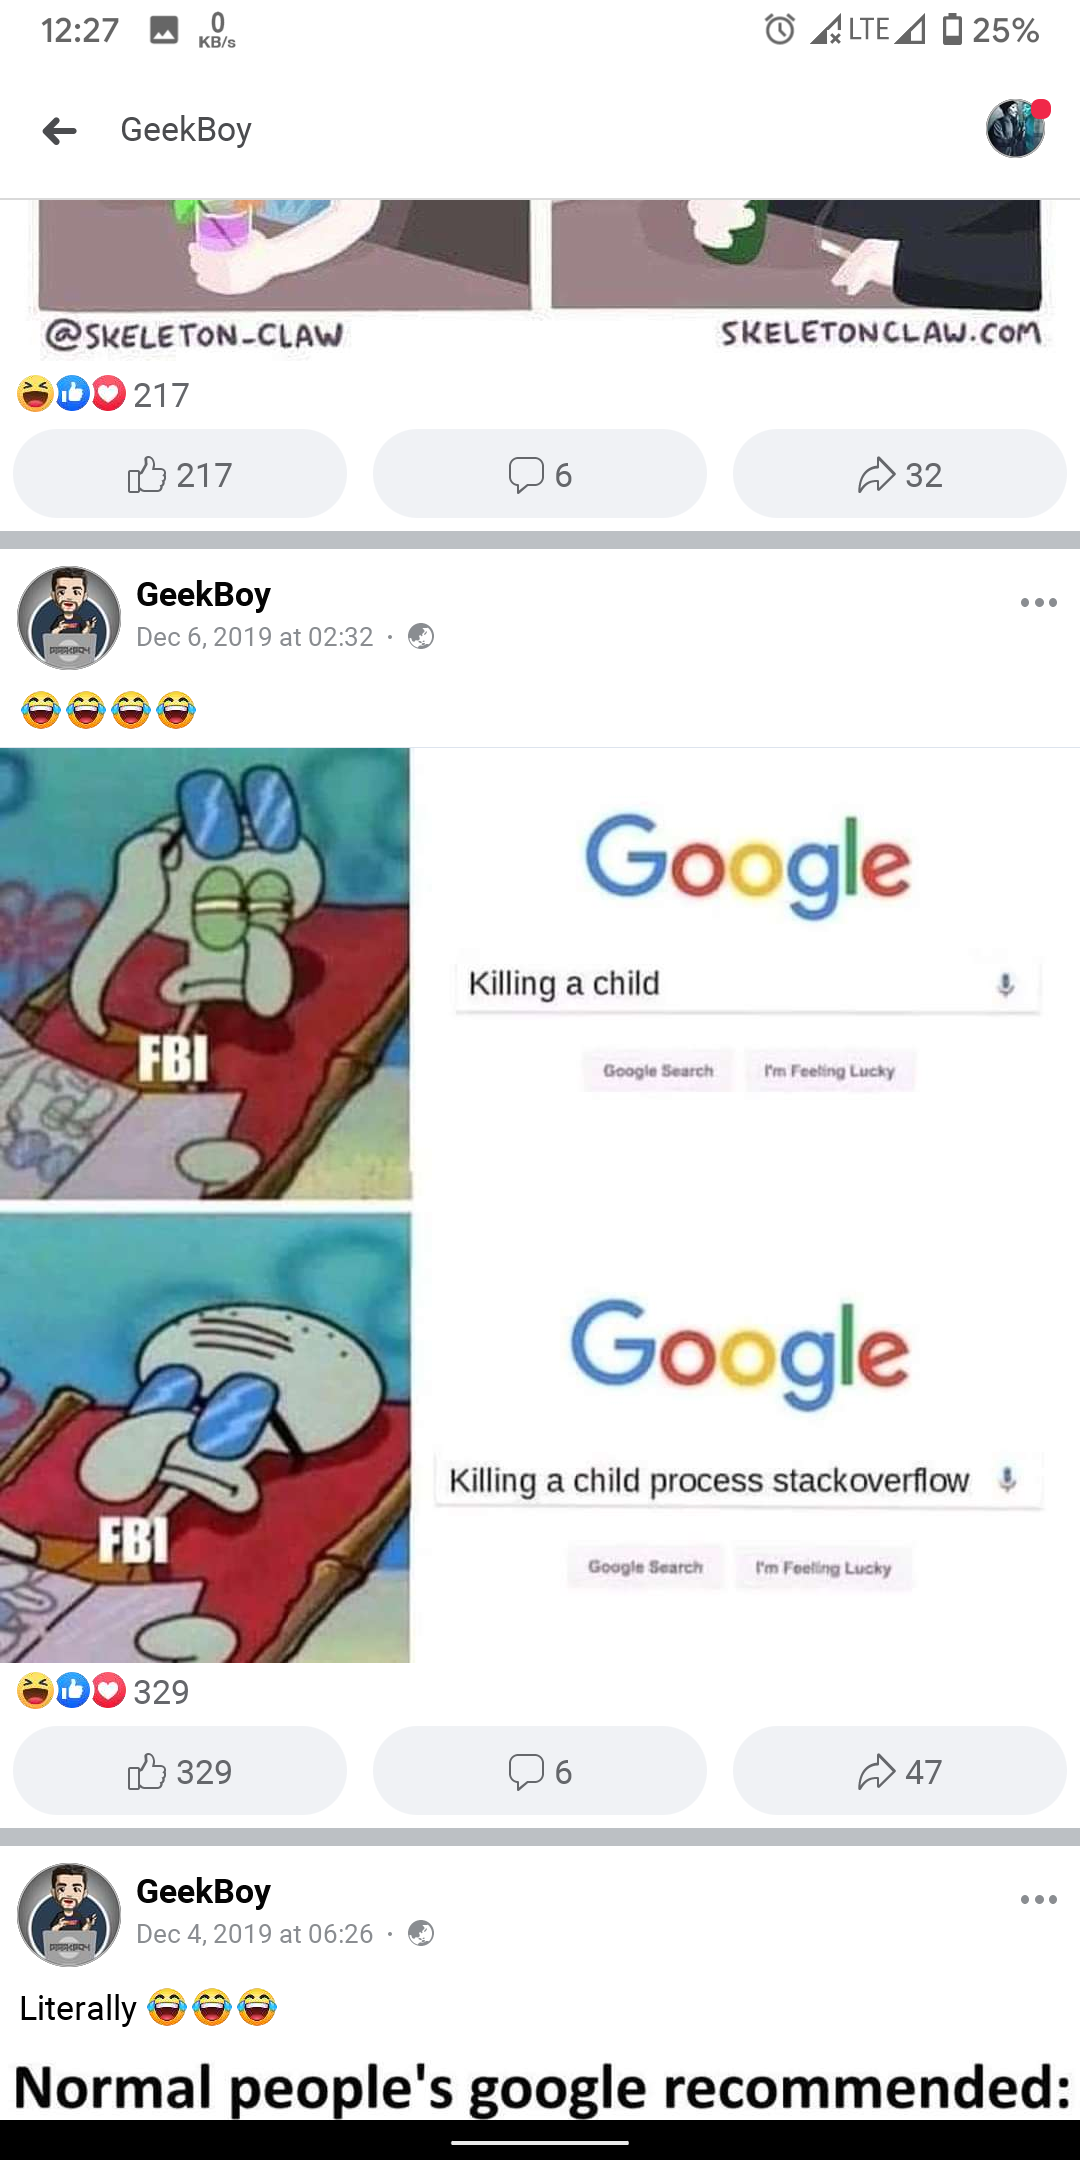 12:27
0
KB/s
LTE
25%
GeekBoy
@SKELETON-CLAW
SKELETONCLAW.COM
217
217
6
32
GeekBoy
Dec 6, 2019 at 02:32 ·
😂😂😂😂
Google
Killing a child
Google Search
I'm Feeling Lucky
FBI
Google
Killing a child process stackoverflow
Google Search
I'm Feeling Lucky
FBI
329
329
6
47
GeekBoy
Dec 4, 2019 at 06:26 ·
Literally 😂😂😂
Normal people's google recommended: